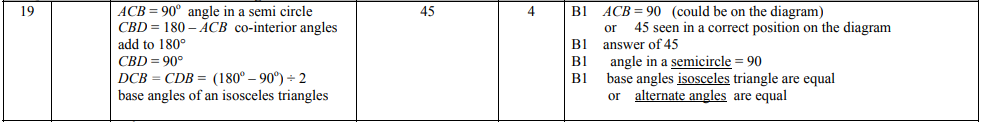 19
ACB = 90° angle in a semi circle
CBD = 180 – ACB co-interior angles
add to 180°
CBD = 90°
DCB = CDB = (180° – 90°) ÷ 2
base angles of an isosceles triangles
45
4
B1 ACB = 90 (could be on the diagram)
or 45 seen in a correct position on the diagram
B1 answer of 45
B1 angle in a semicircle = 90
B1 base angles isosceles triangle are equal
or alternate angles are equal